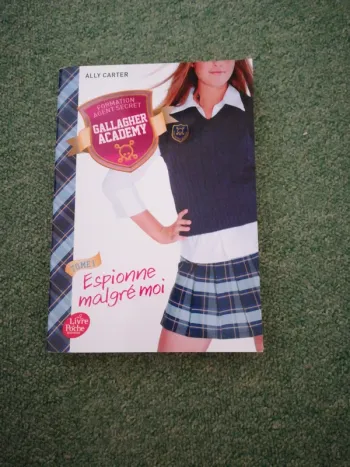 ALLY CARTER
FORMATION
AGENT SECRET
GALLAGHER
ACADEMY
TOME 1
Espionne
malgré moi
Le Livre
de Poche